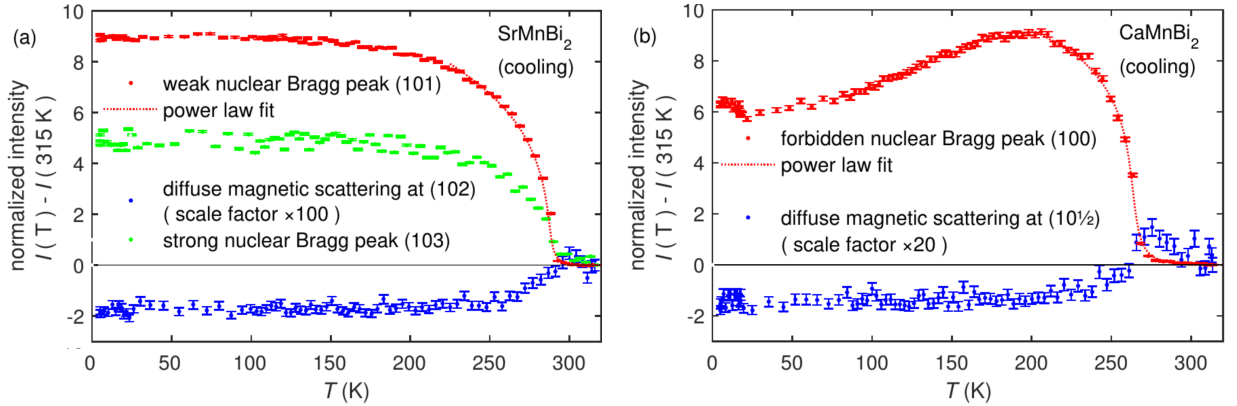 (a)
SrMnBi2
(cooling)
weak nuclear Bragg peak (101)
power law fit
diffuse magnetic scattering at (102)
( scale factor ×100 )
strong nuclear Bragg peak (103)
normalized intensity
I ( T ) - I ( 315 K )
10
8
6
4
2
0
-2
0 50 100 150 200 250 300
T (K)
(b)
CaMnBi2
(cooling)
forbidden nuclear Bragg peak (100)
power law fit
diffuse magnetic scattering at (10½)
( scale factor ×20 )
normalized intensity
I ( T ) - I ( 315 K )
10
8
6
4
2
0
-2
0 50 100 150 200 250 300
T (K)